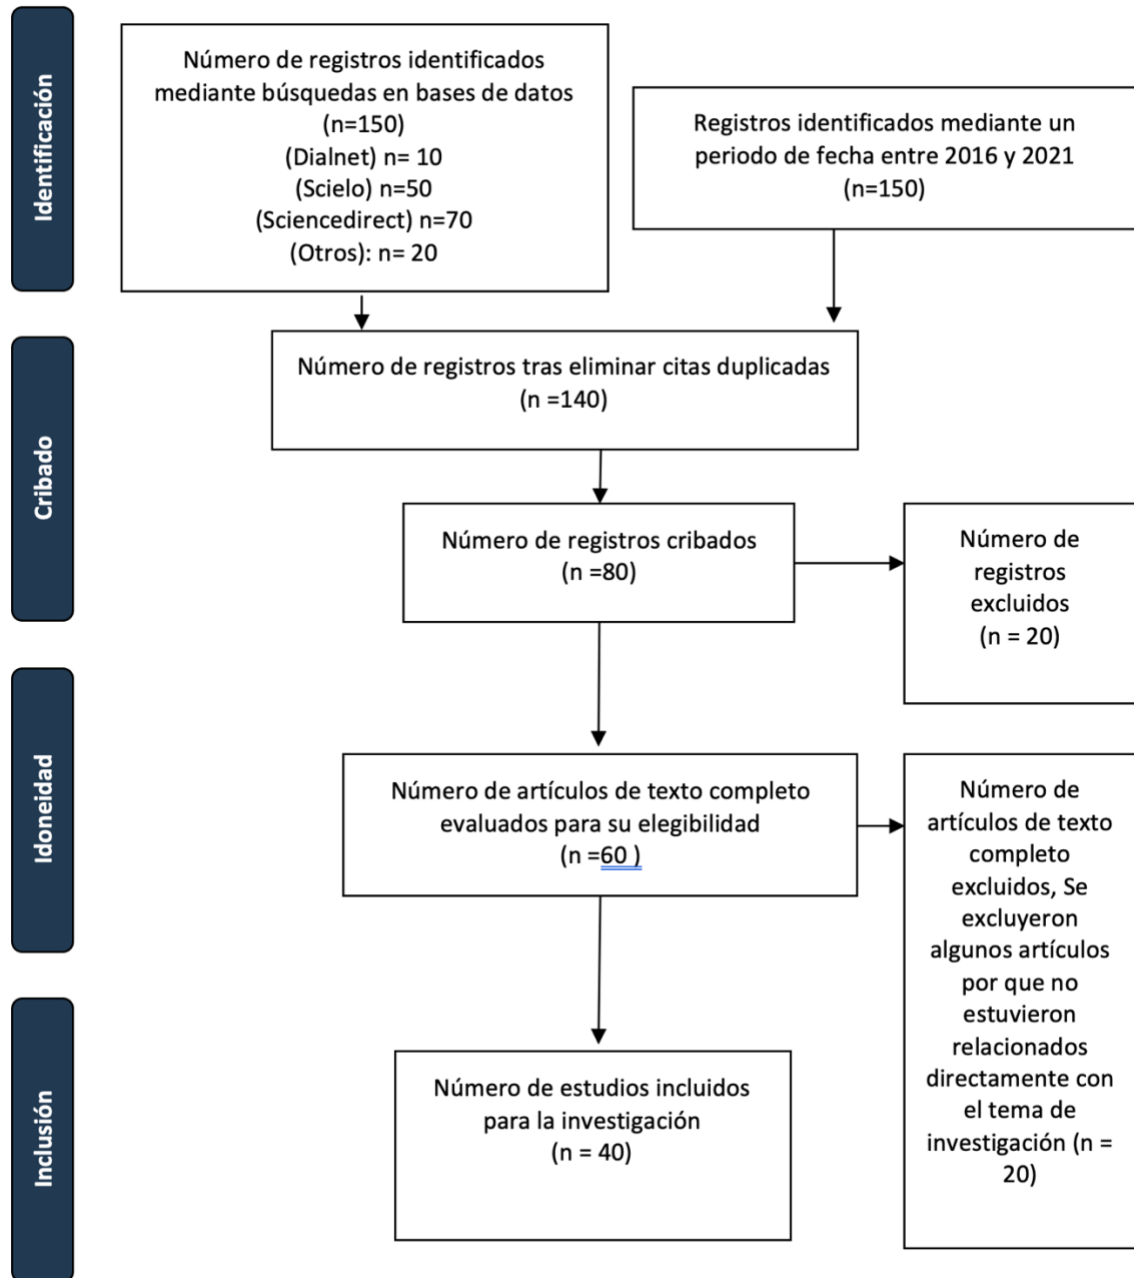 Identificación
Número de registros identificados
mediante búsquedas en bases de datos
(n=150)
(Dialnet) n= 10
(Scielo) n=50
(Sciencedirect) n=70
(Otros): n= 20
Registros identificados mediante un
periodo de fecha entre 2016 y 2021
(n=150)
Cribado
Número de registros tras eliminar citas duplicadas
(n =140)
Número de registros cribados
(n =80)
Número de
registros
excluidos
(n = 20)
Idoneidad
Número de artículos de texto completo
evaluados para su elegibilidad
(n =60 )
Número de
artículos de texto
completo
excluidos, Se
excluyeron
algunos artículos
por que no
estuvieron
relacionados
directamente con
el tema de
investigación (n =
20)
Inclusión
Número de estudios incluidos
para la investigación
(n = 40)